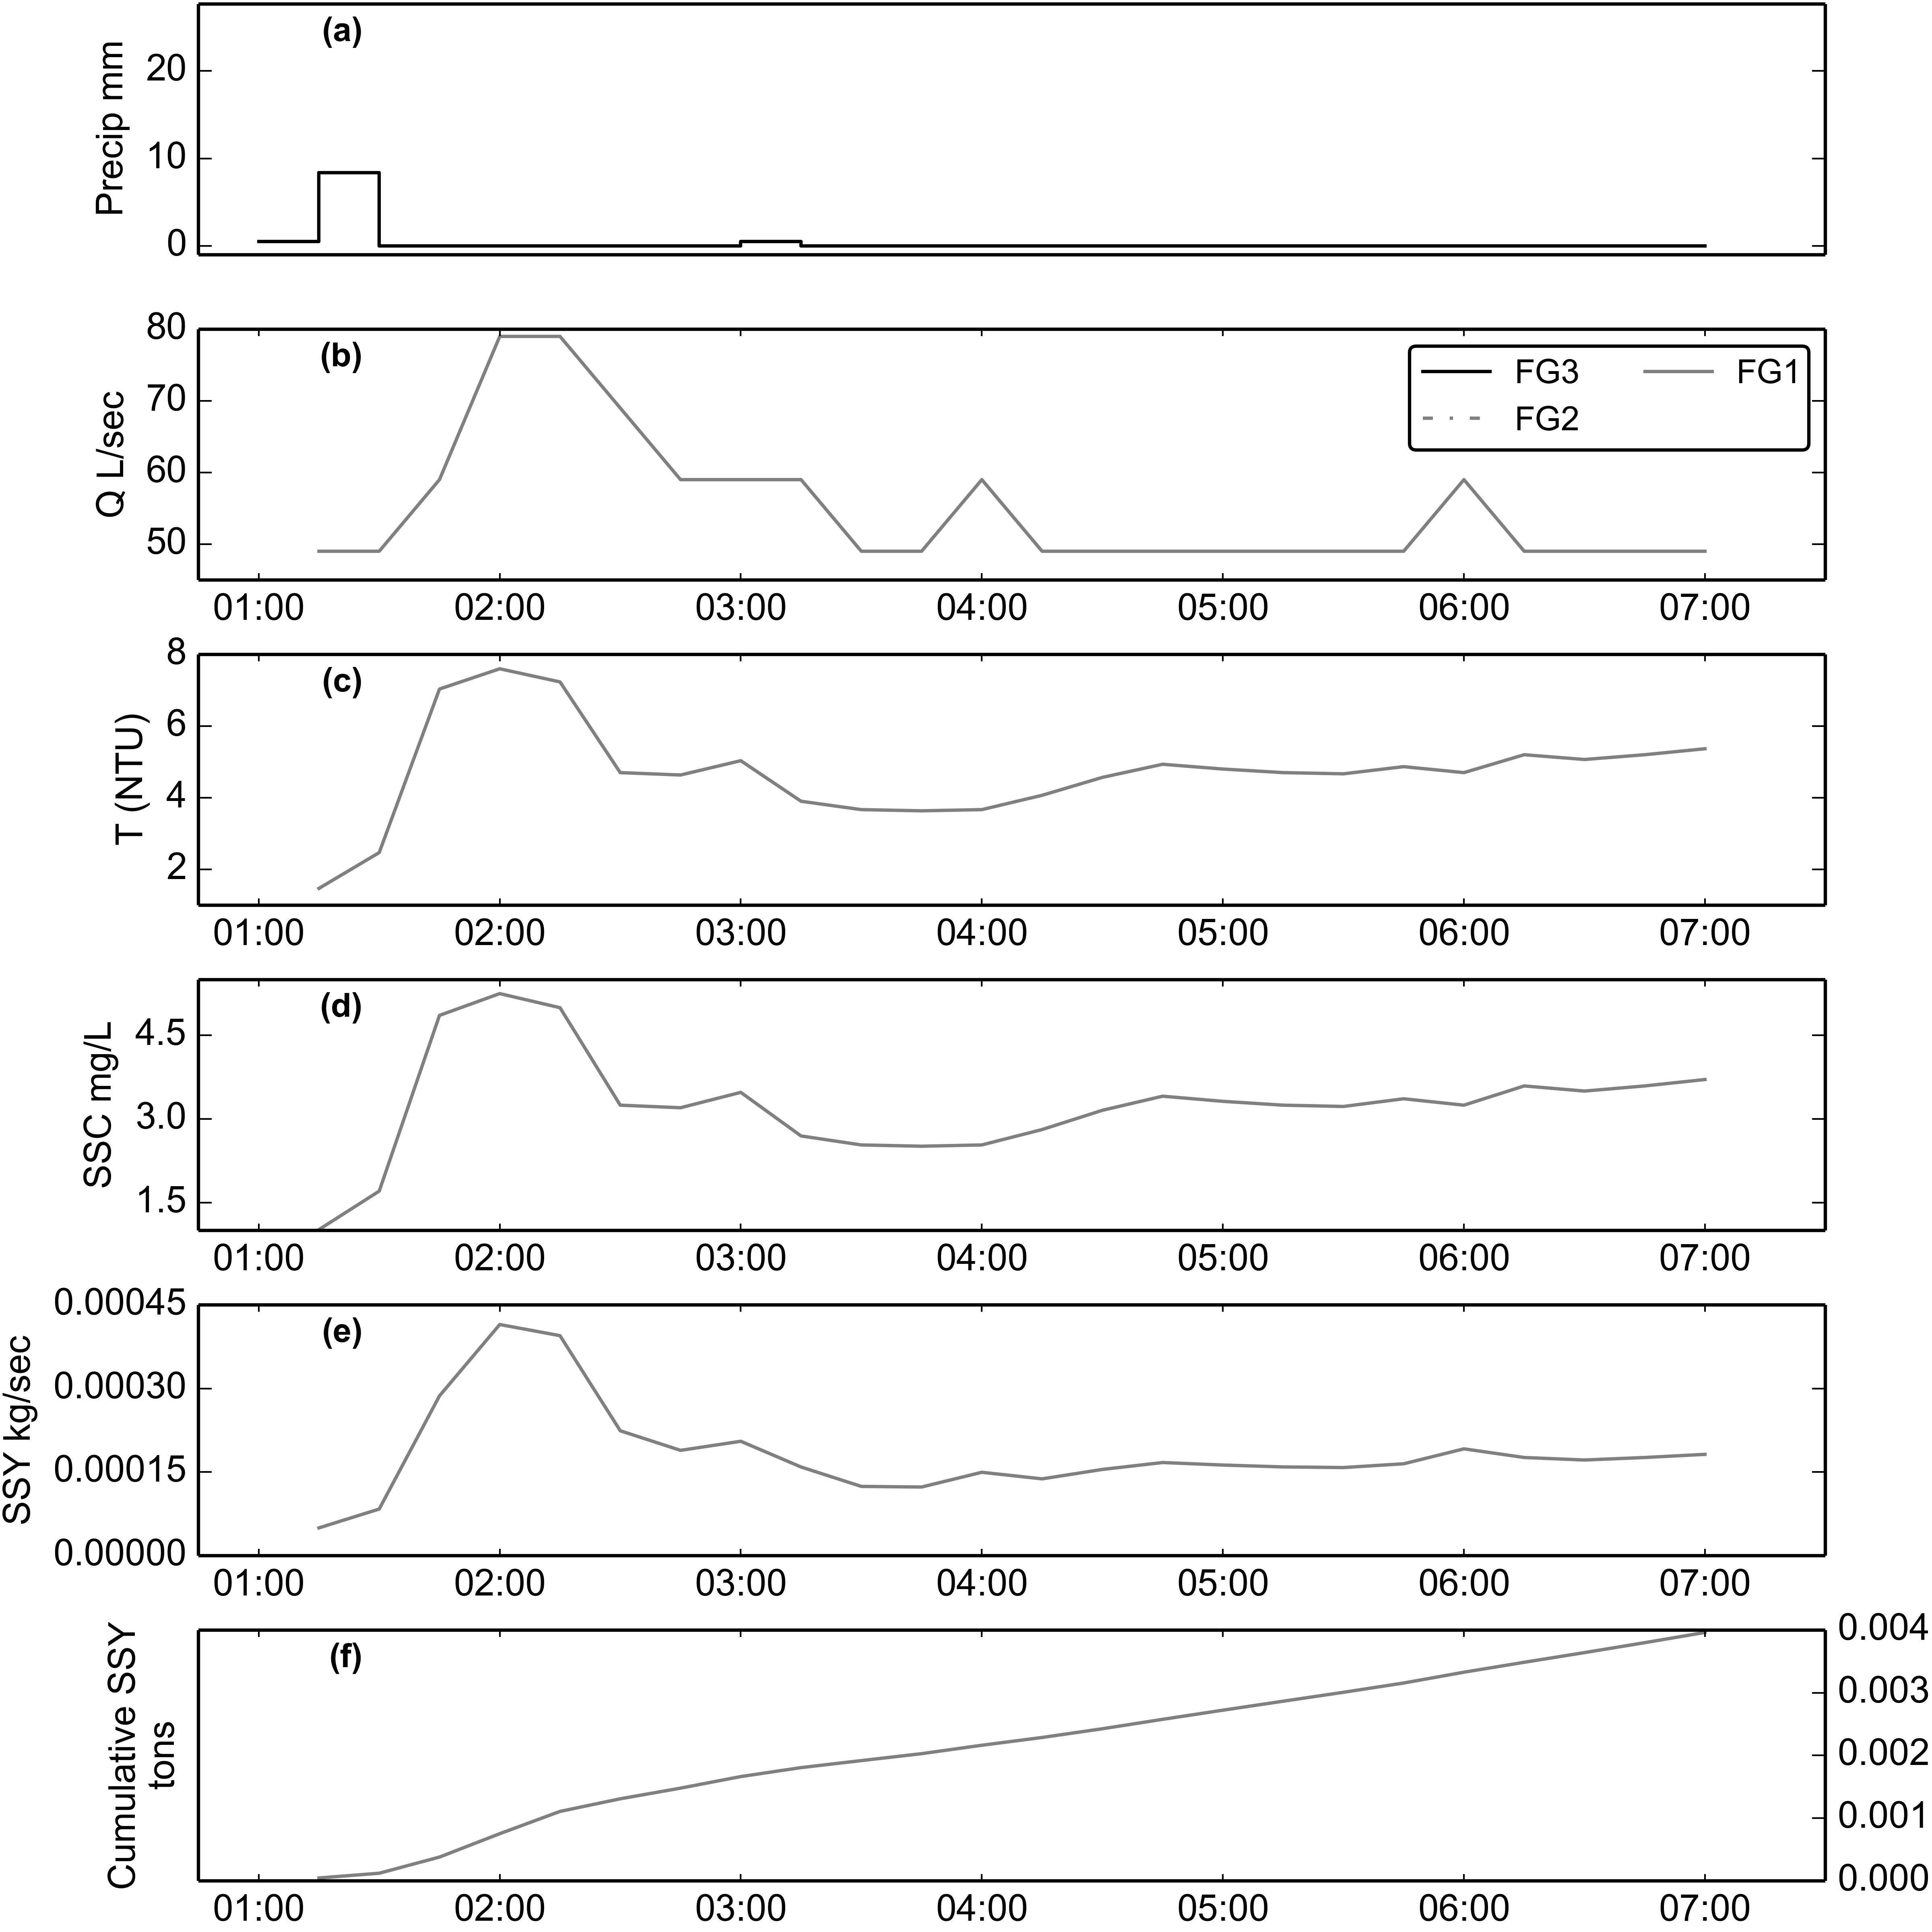 (a)
Precip mm
20
10
0
(b)
Q L/sec
80
70
60
50
FG3 FG1
FG2
01:00 02:00 03:00 04:00 05:00 06:00 07:00
(c)
T (NTU)
8
6
4
2
01:00 02:00 03:00 04:00 05:00 06:00 07:00
(d)
SSC mg/L
4.5
3.0
1.5
01:00 02:00 03:00 04:00 05:00 06:00 07:00
(e)
SSY kg/sec
0.00045
0.00030
0.00015
0.00000
01:00 02:00 03:00 04:00 05:00 06:00 07:00
(f)
Cumulative SSY
tons
0.004
0.003
0.002
0.001
0.000
01:00 02:00 03:00 04:00 05:00 06:00 07:00